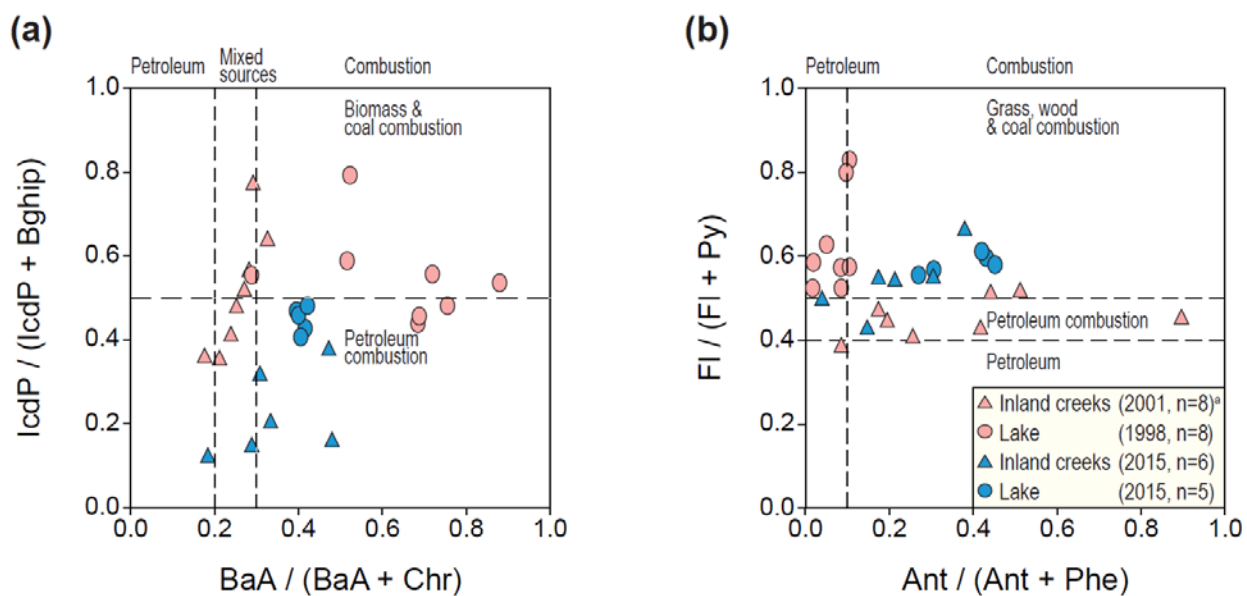 (a)
Petroleum
Mixed
sources
Combustion
1.0
0.8
0.6
0.4
0.2
0.0
Biomass &
coal combustion
Petroleum
combustion
IcdP / (IcdP + Bghip)
0.0 0.2 0.4 0.6 0.8 1.0
BaA / (BaA + Chr)
(b)
Petroleum
Combustion
1.0
0.8
0.6
0.4
0.2
0.0
Grass, wood
& coal combustion
Petroleum combustion
Petroleum
Inland creeks (2001, n=8)ª
Lake (1998, n=8)
Inland creeks (2015, n=6)
Lake (2015, n=5)
Fl / (Fl + Py)
0.0 0.2 0.4 0.6 0.8 1.0
Ant / (Ant + Phe)